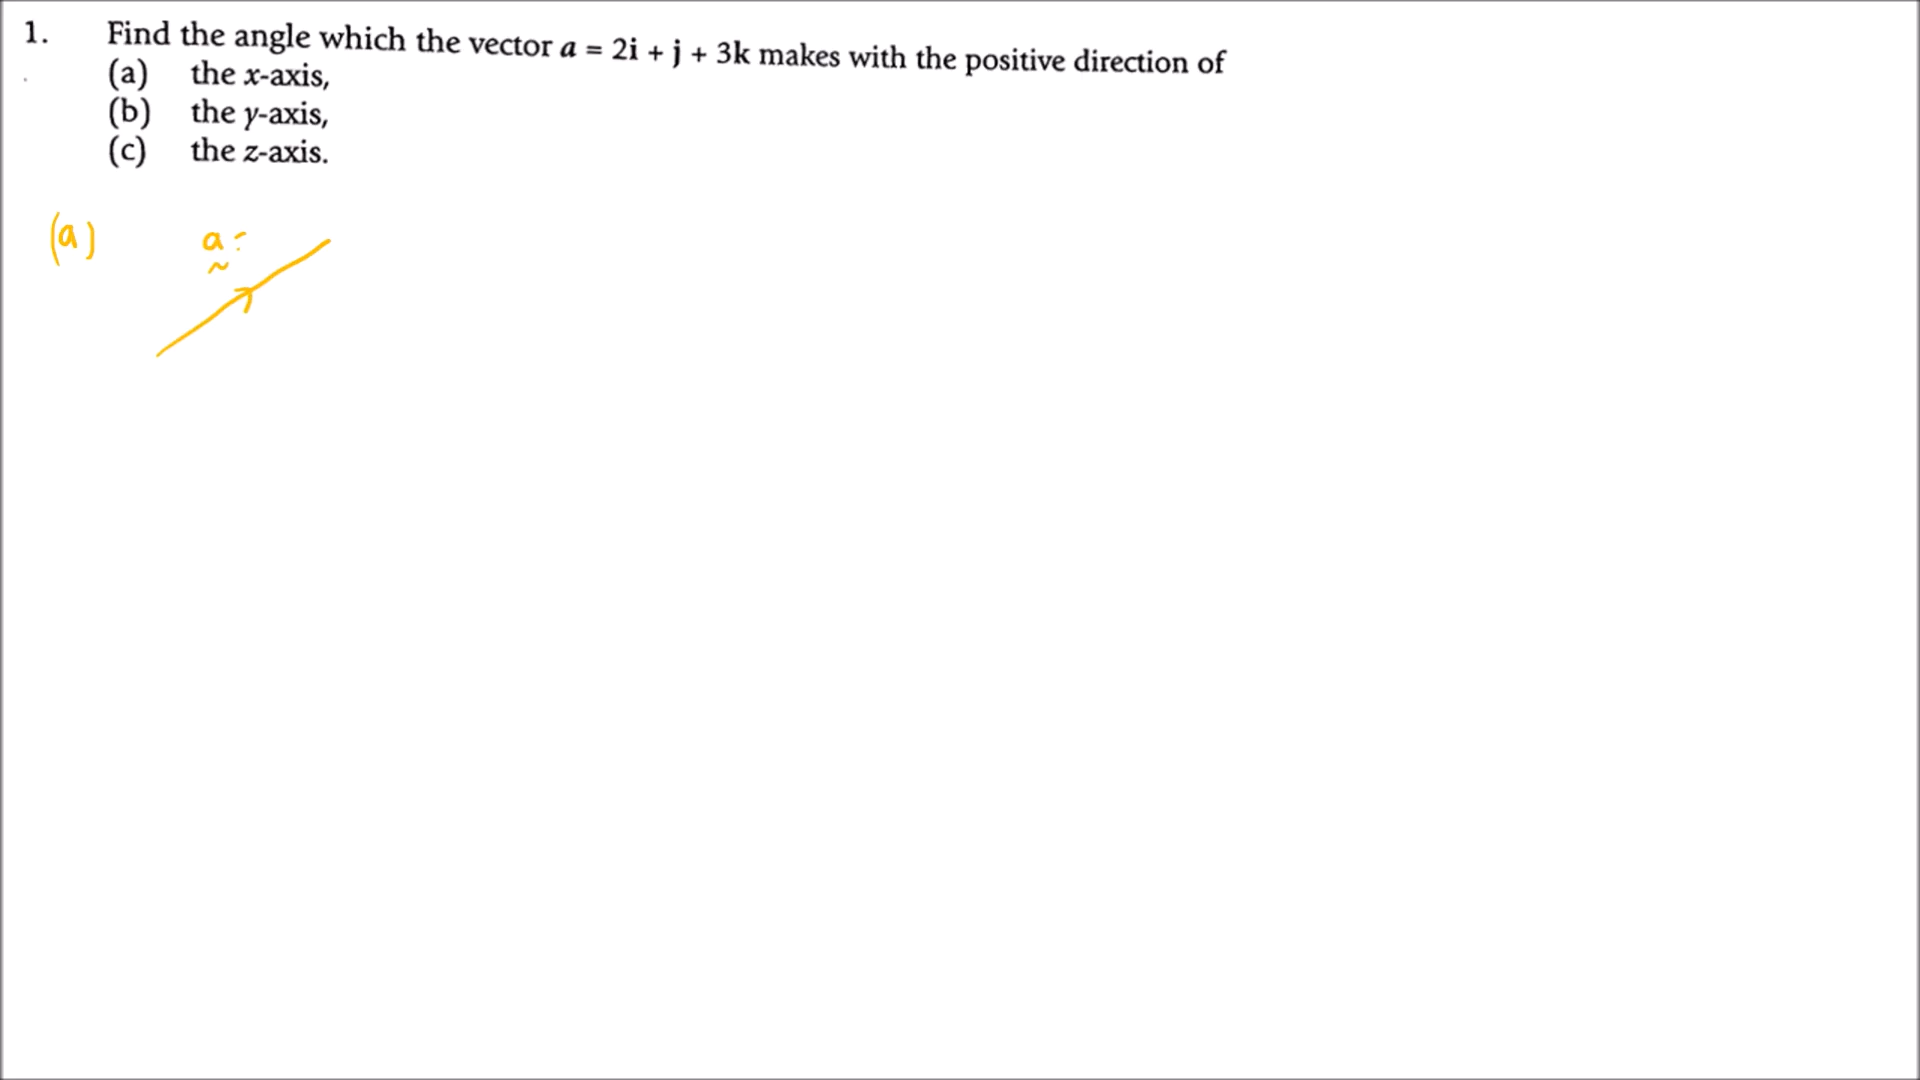 1. Find the angle which the vector a = 2i + j + 3k makes with the positive direction of
(a) the x-axis,
(b) the y-axis,
(c) the z-axis.
(a) a =
~